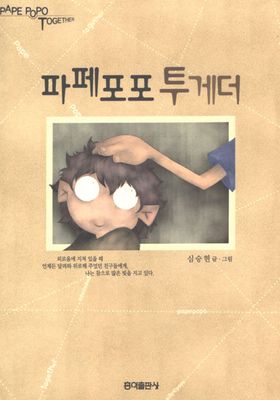 PAPE POPO
TOGETHER
파페포포 투게더
외로움에 지쳐 있을 때
언제든 달려와 위로해 주었던 친구들에게,
나는 참으로 많은 빚을 지고 있다.
심승현 글·그림
홍익출판사
together
papepopo